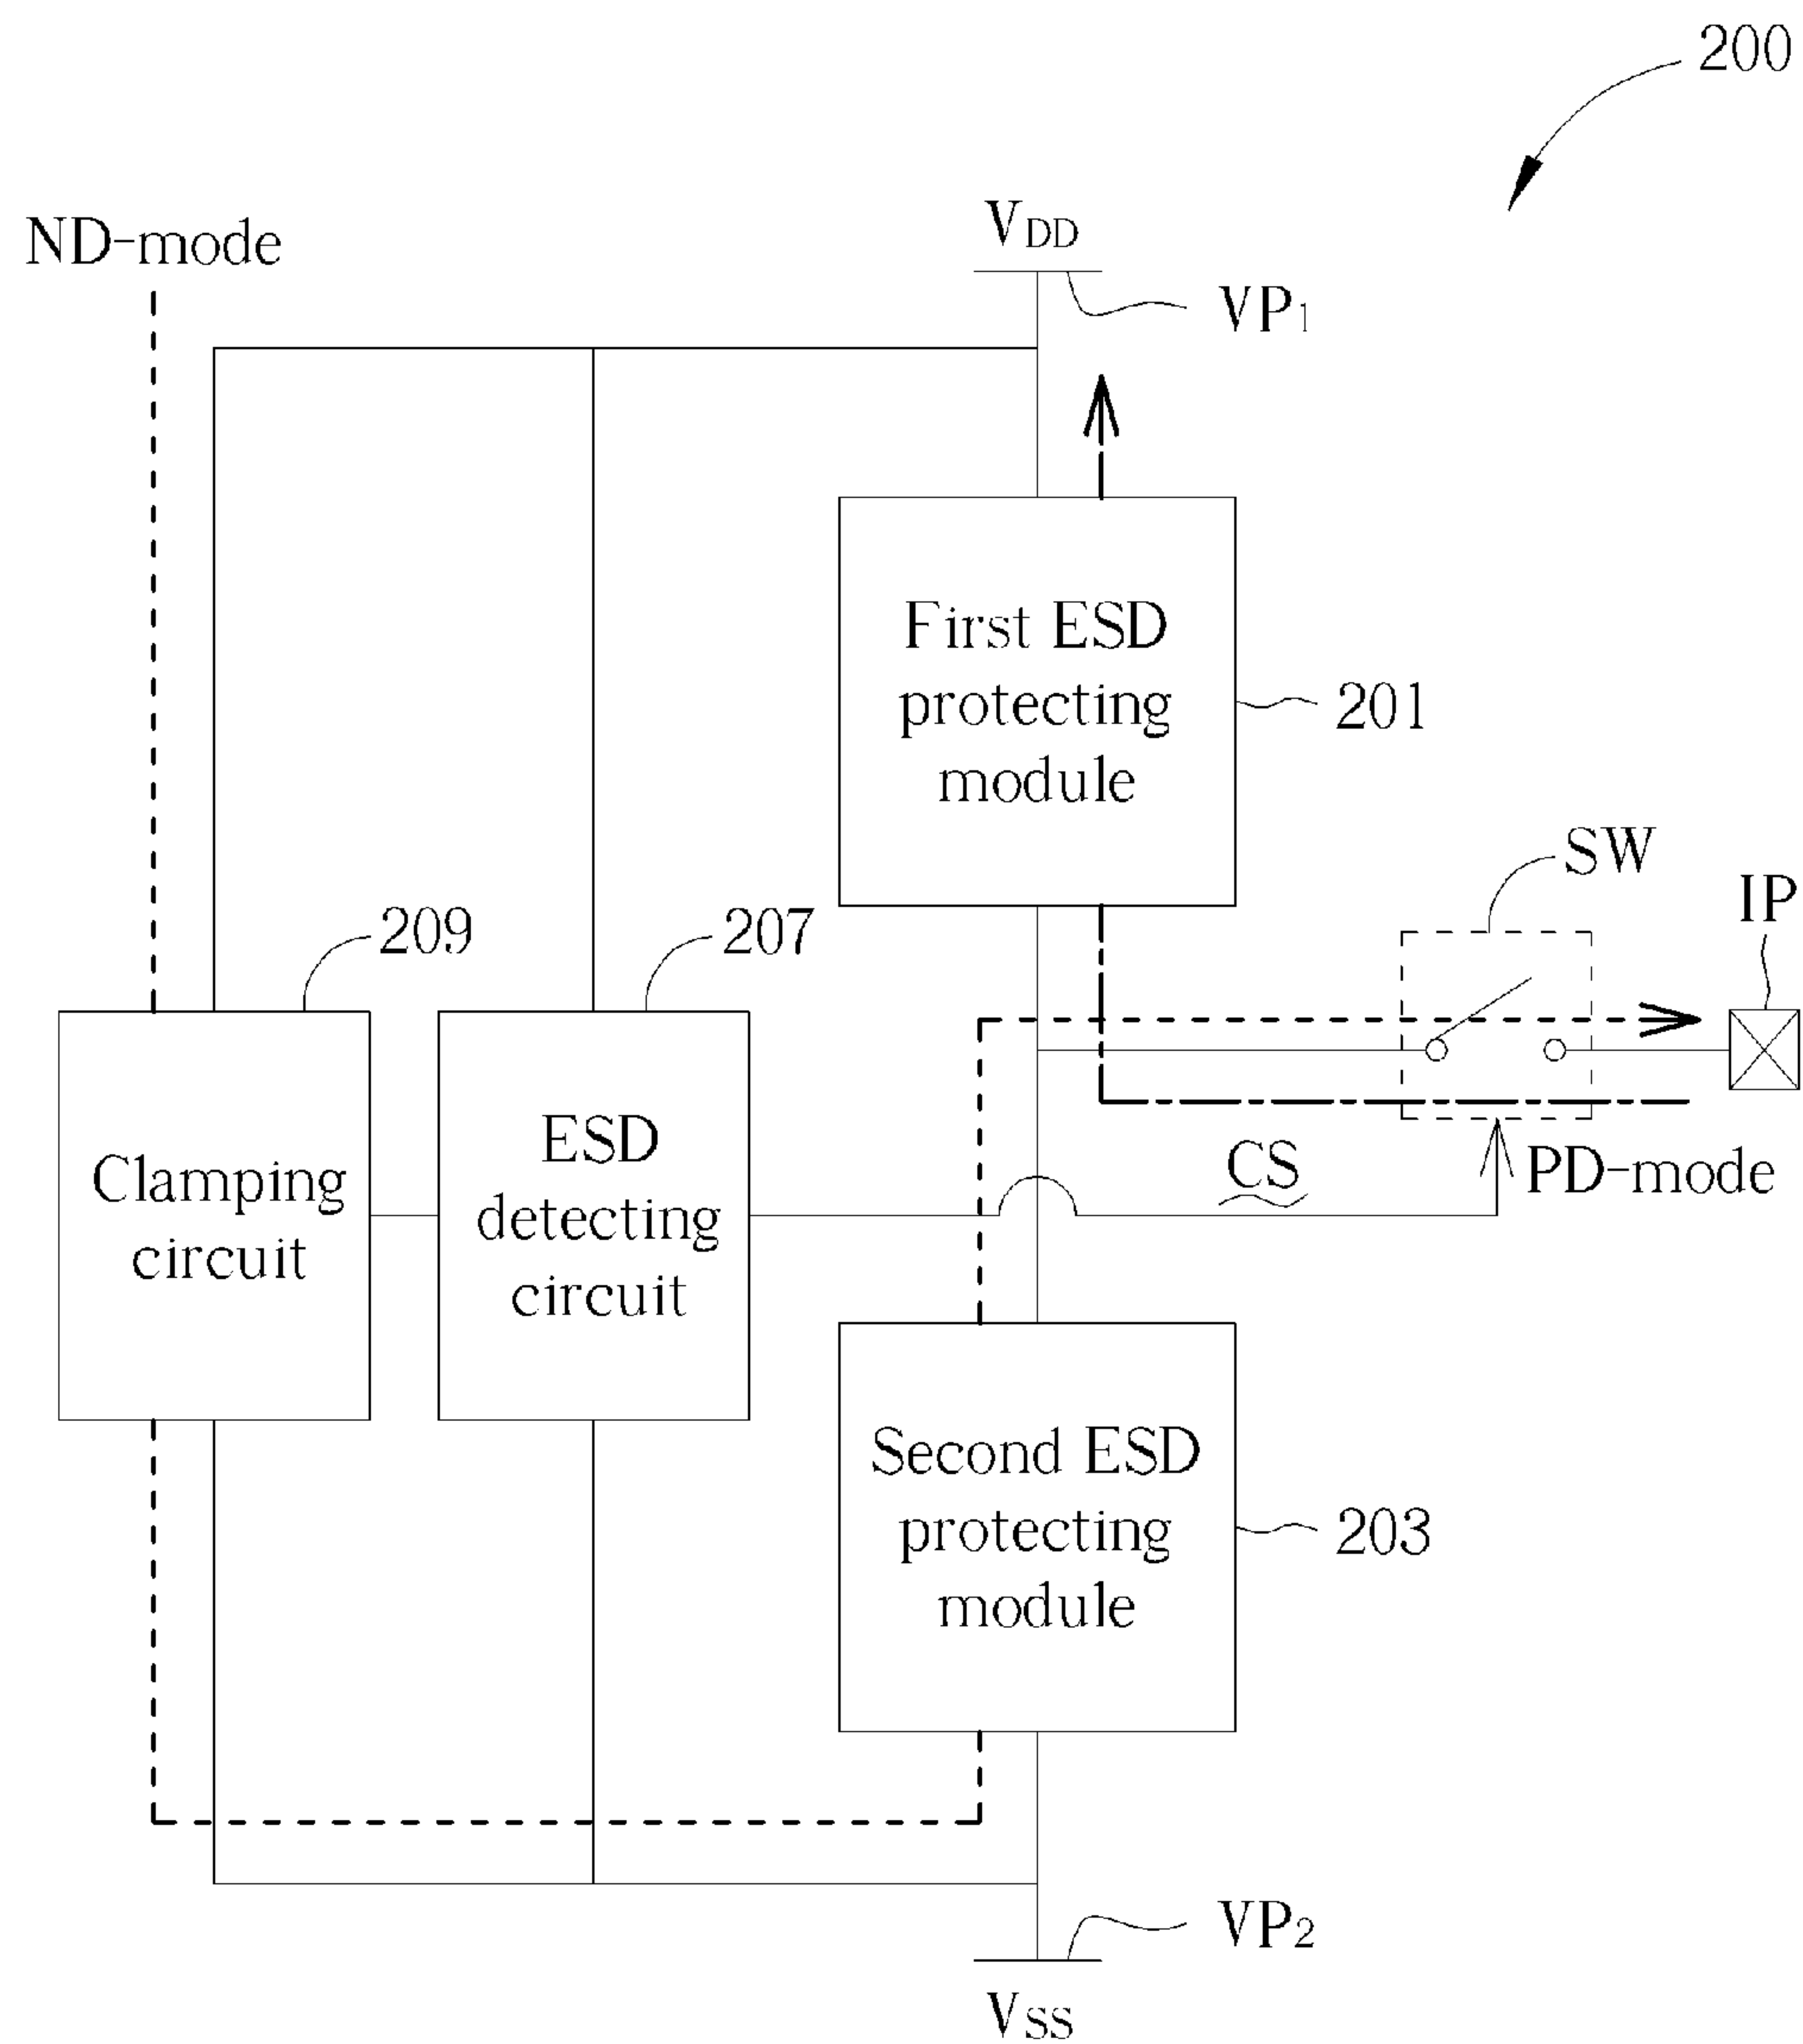 200
ND-mode
VDD
VP1
First ESD
protecting
module
201
SW
IP
209
207
Clamping
circuit
ESD
detecting
circuit
CS
PD-mode
Second ESD
protecting
module
203
VP2
VSS